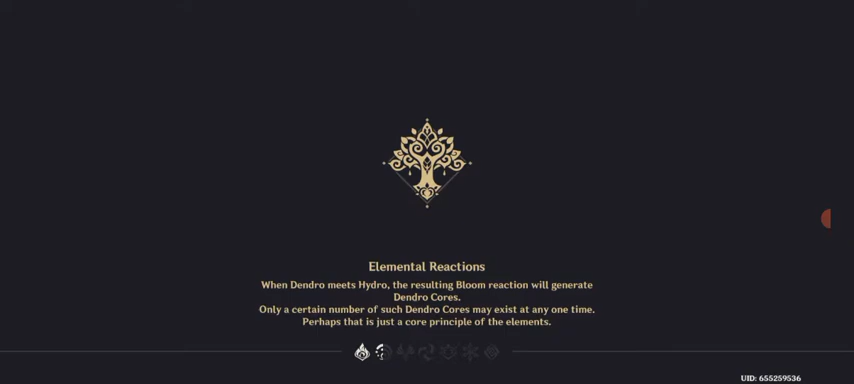 Elemental Reactions
When Dendro meets Hydro, the resulting Bloom reaction will generate
Dendro Cores.
Only a certain number of such Dendro Cores may exist at any one time.
Perhaps that is just a core principle of the elements.
UID: 655259536